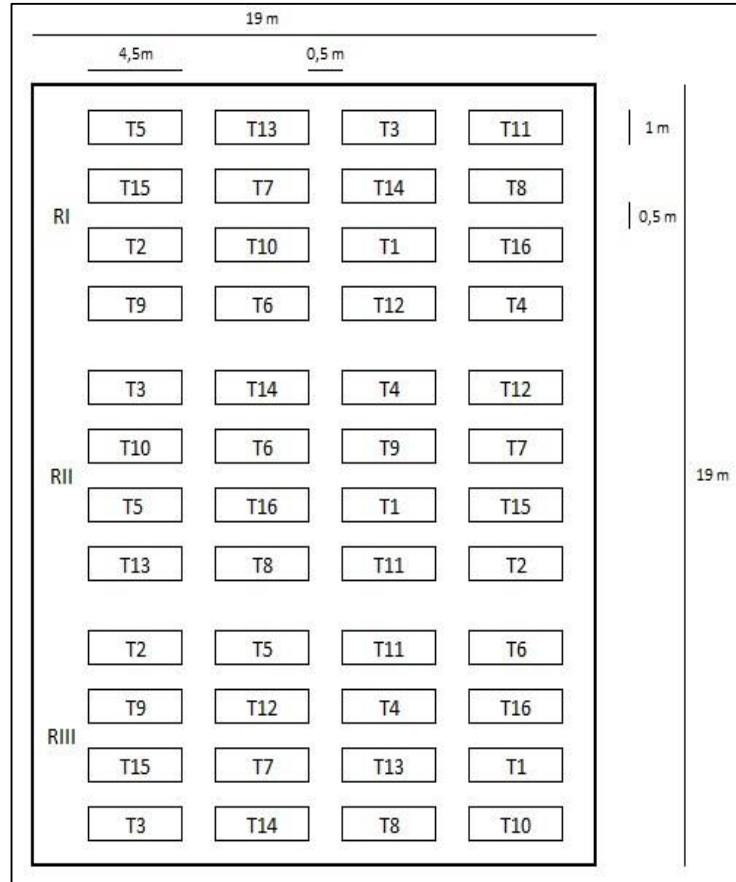 19 m
4,5m 0,5 m
T5 T13 T3 T11 1 m
T15 T7 T14 T8
RI 0,5 m
T2 T10 T1 T16
T9 T6 T12 T4
T3 T14 T4 T12
T10 T6 T9 T7
RII 19 m
T5 T16 T1 T15
T13 T8 T11 T2
T2 T5 T11 T6
T9 T12 T4 T16
RIII
T15 T7 T13 T1
T3 T14 T8 T10